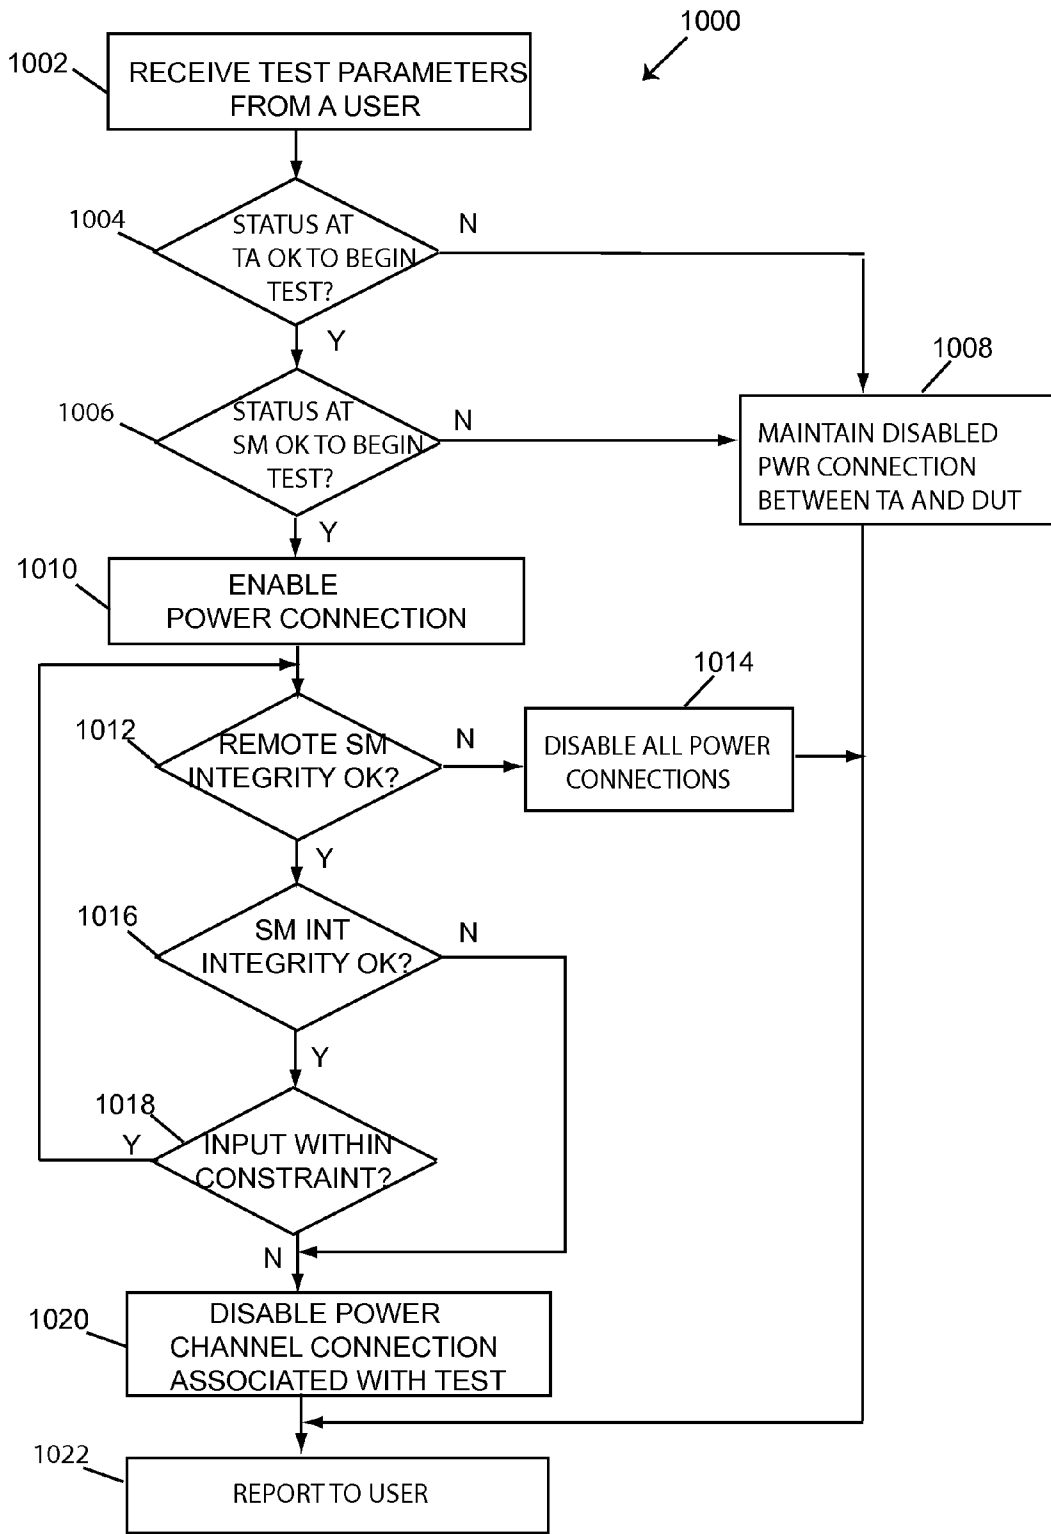 1000
1002
RECEIVE TEST PARAMETERS
FROM A USER
1004
STATUS AT
TA OK TO BEGIN
TEST?
N
Y
1006
STATUS AT
SM OK TO BEGIN
TEST?
N
Y
1008
MAINTAIN DISABLED
PWR CONNECTION
BETWEEN TA AND DUT
1010
ENABLE
POWER CONNECTION
1012
REMOTE SM
INTEGRITY OK?
N
Y
1014
DISABLE ALL POWER
CONNECTIONS
1016
SM INT
INTEGRITY OK?
N
Y
1018
Y
INPUT WITHIN
CONSTRAINT?
N
1020
DISABLE POWER
CHANNEL CONNECTION
ASSOCIATED WITH TEST
1022
REPORT TO USER